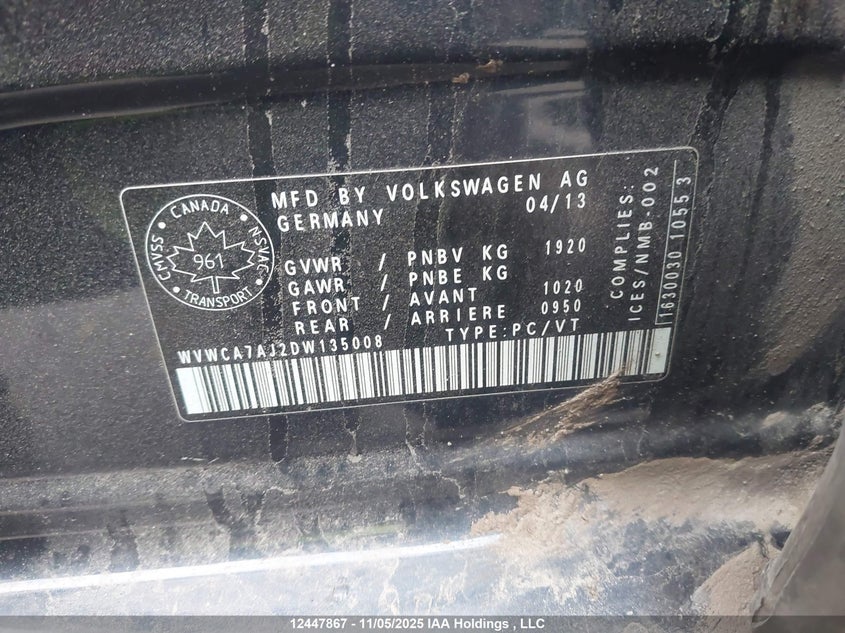 CANADA
CMVSS
NSVAC
961
TRANSPORT
MFD BY VOLKSWAGEN AG
GERMANY 04/13
GVWR / PNBV KG 1920
GAWR / PNBE KG
FRONT / AVANT 1020
REAR / ARRIERE 0950
WVWCA7AJ2DW135008 TYPE:PC/VT
COMPLIES:
ICES/NMB-002
1630030 1055 3
12447867 - 11/05/2025 IAA Holdings , LLC